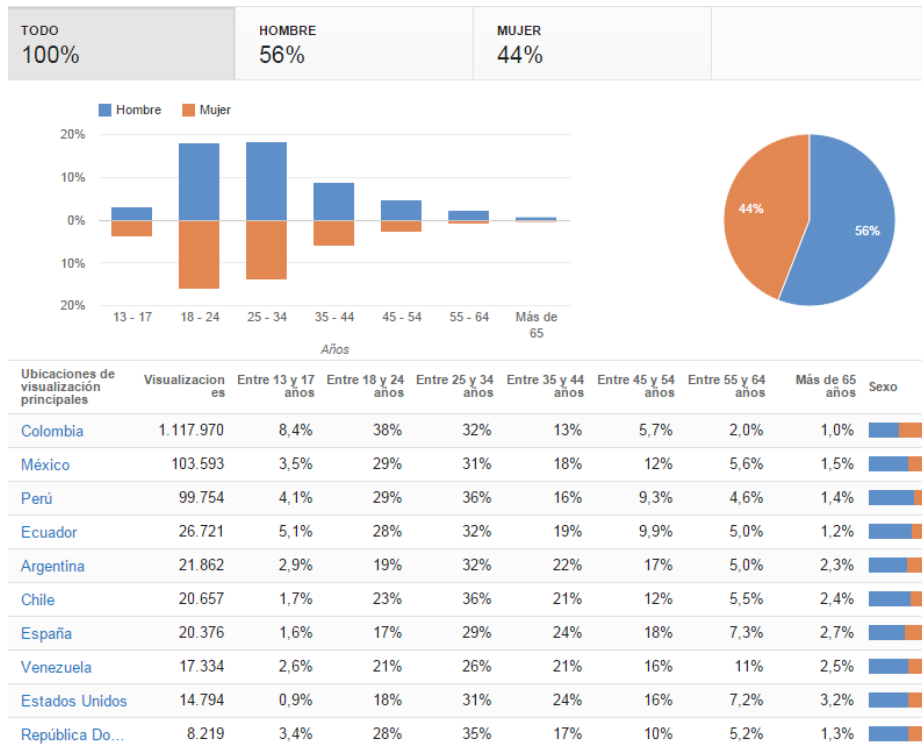 TODO HOMBRE MUJER
100% 56% 44%
Hombre Mujer
20%
10%
0%
10%
20%
44%
56%
13 - 17 18 - 24 25 - 34 35 - 44 45 - 54 55 - 64 Más de
65
Años
Ubicaciones de
visualización
principales
Visualizacion
es
Entre 13 y 17
años
Entre 18 y 24
años
Entre 25 y 34
años
Entre 35 y 44
años
Entre 45 y 54
años
Entre 55 y 64
años
Más de 65
años
Sexo
Colombia 1.117.970 8,4% 38% 32% 13% 5,7% 2,0% 1,0%
México 103.593 3,5% 29% 31% 18% 12% 5,6% 1,5%
Perú 99.754 4,1% 29% 36% 16% 9,3% 4,6% 1,4%
Ecuador 26.721 5,1% 28% 32% 19% 9,9% 5,0% 1,2%
Argentina 21.862 2,9% 19% 32% 22% 17% 5,0% 2,3%
Chile 20.657 1,7% 23% 36% 21% 12% 5,5% 2,4%
España 20.376 1,6% 17% 29% 24% 18% 7,3% 2,7%
Venezuela 17.334 2,6% 21% 26% 21% 16% 11% 2,5%
Estados Unidos 14.794 0,9% 18% 31% 24% 16% 7,2% 3,2%
República Do... 8.219 3,4% 28% 35% 17% 10% 5,2% 1,3%